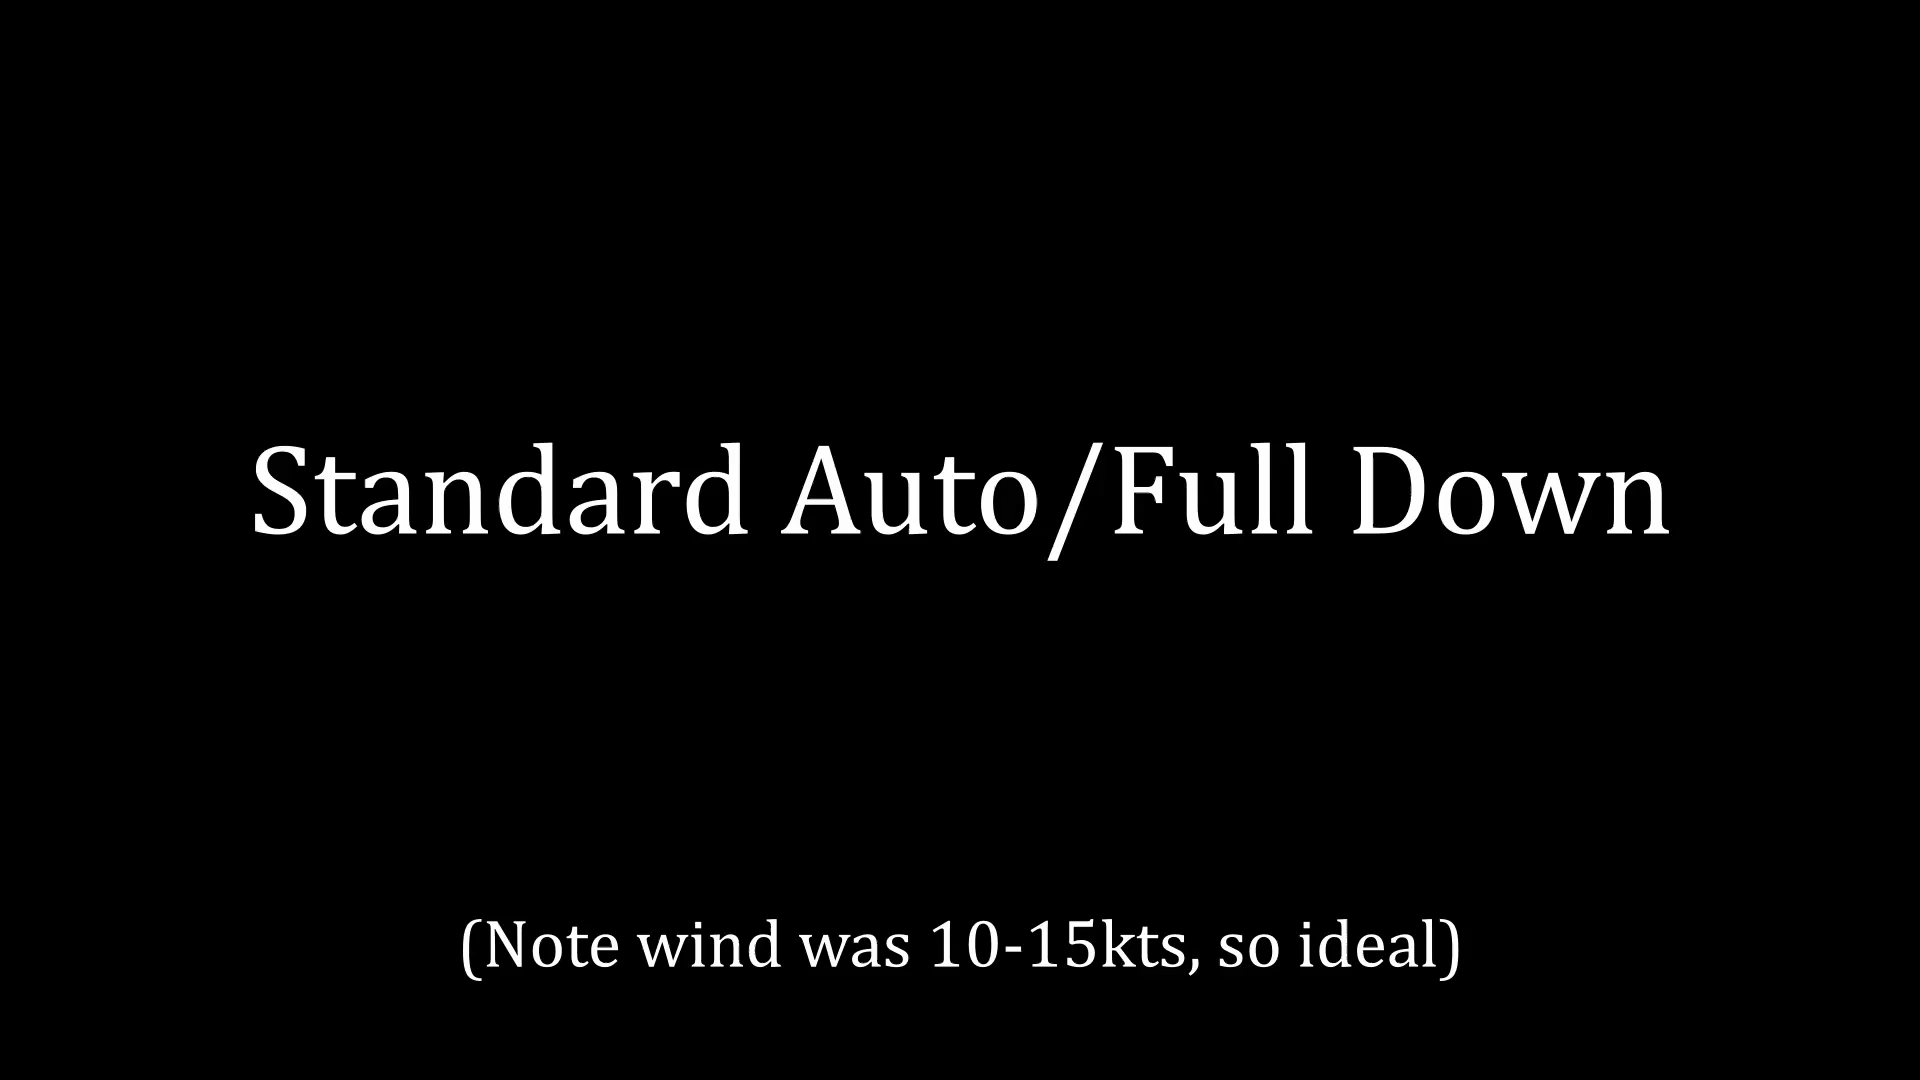 Standard Auto/Full Down
(Note wind was 10-15kts, so ideal)